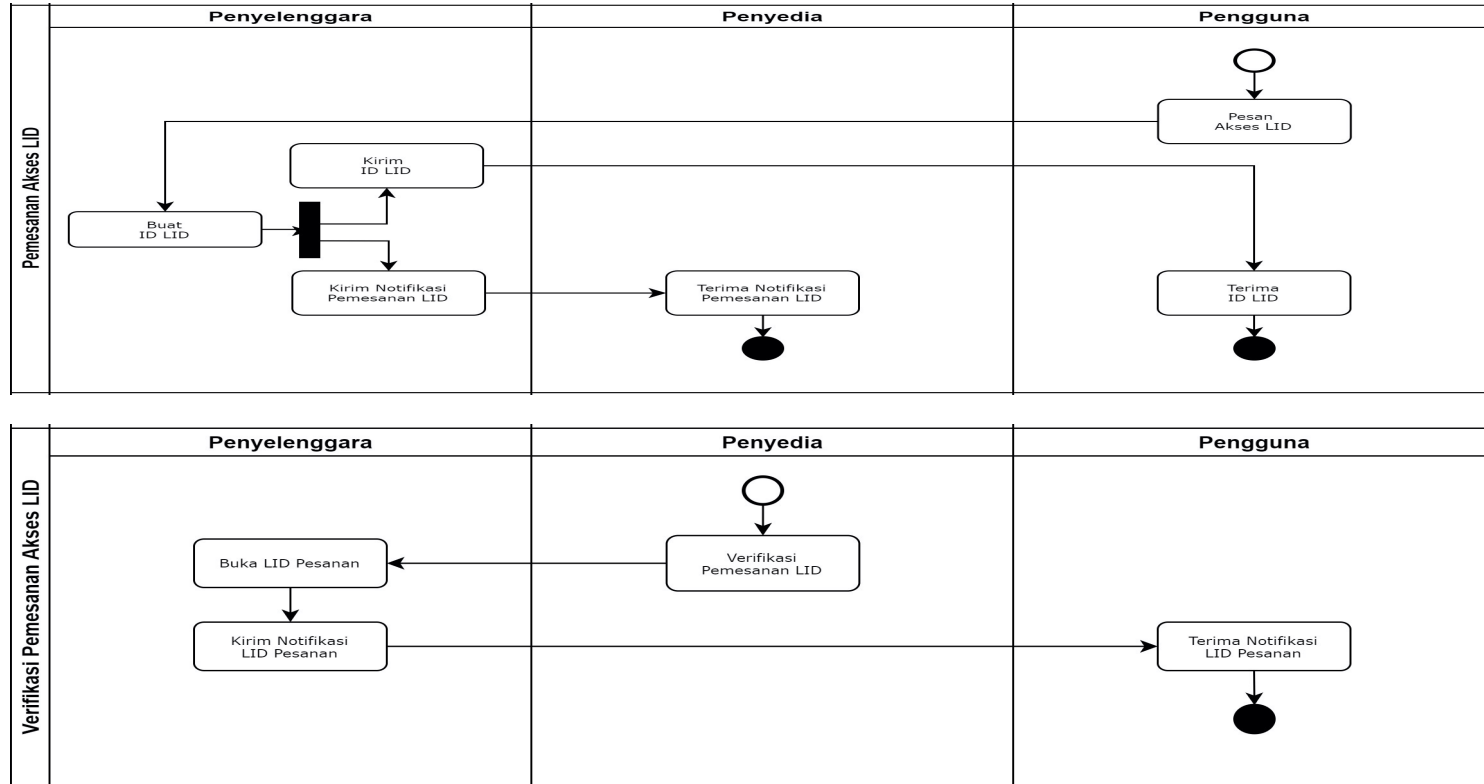 Penyelenggara
Penyedia
Pengguna
Pemesanan Akses LID
Pesan
Akses LID
Kirim
ID LID
Buat
ID LID
Kirim Notifikasi
Pemesanan LID
Terima Notifikasi
Pemesanan LID
Terima
ID LID
Penyelenggara
Penyedia
Pengguna
Verifikasi Pemesanan Akses LID
Verifikasi
Pemesanan LID
Buka LID Pesanan
Kirim Notifikasi
LID Pesanan
Terima Notifikasi
LID Pesanan